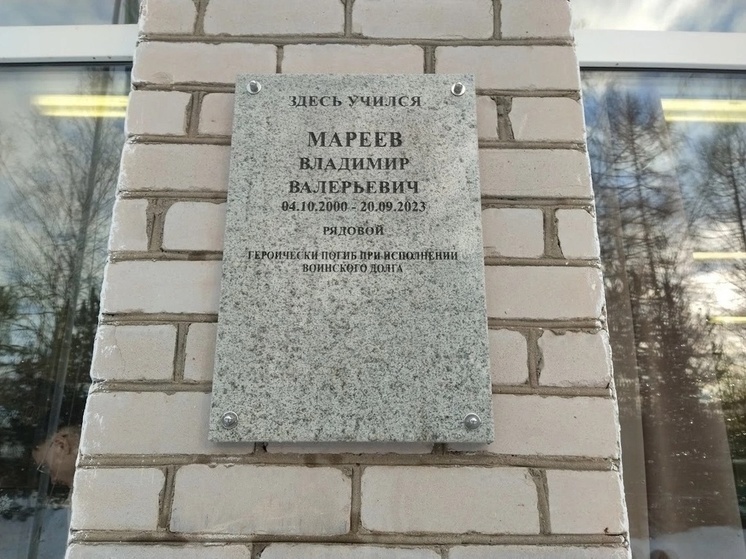 ЗДЕСЬ УЧИЛСЯ
МАРЕЕВ
ВЛАДИМИР
ВАЛЕРЬЕВИЧ
04.10.2000 - 20.09.2023
РЯДОВОЙ
ГЕРОИЧЕСКИ ПОГИБ ПРИ ИСПОЛНЕНИИ
ВОИНСКОГО ДОЛГА